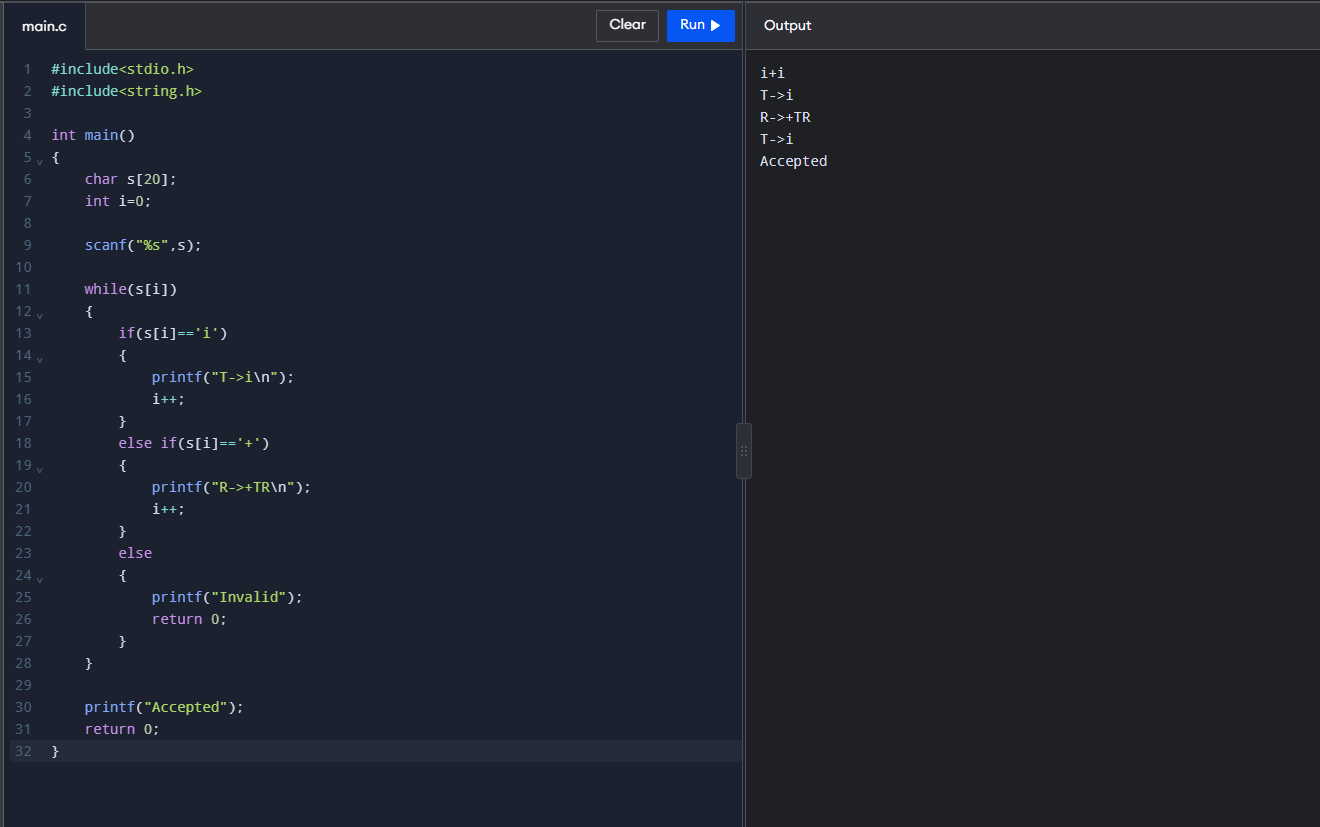 main.c
Clear
Run
1 #include<stdio.h>
2 #include<string.h>
3
4 int main()
5 {
6     char s[20];
7     int i=0;
8
9     scanf("%s",s);
10
11     while(s[i])
12     {
13         if(s[i]=='i')
14         {
15             printf("T->i\n");
16             i++;
17         }
18         else if(s[i]=='+')
19         {
20             printf("R->+TR\n");
21             i++;
22         }
23         else
24         {
25             printf("Invalid");
26             return 0;
27         }
28     }
29
30     printf("Accepted");
31     return 0;
32 }
Output
i+i
T->i
R->+TR
T->i
Accepted